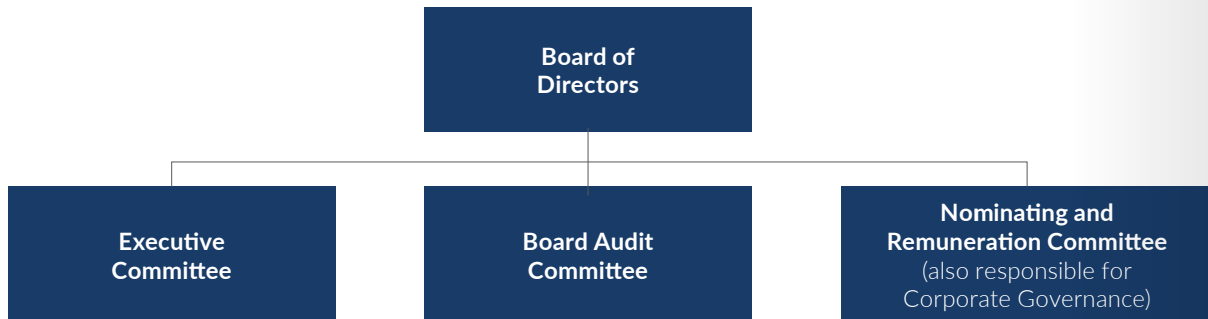 Board of
Directors
Executive
Committee
Board Audit
Committee
Nominating and
Remuneration Committee
(also responsible for
Corporate Governance)